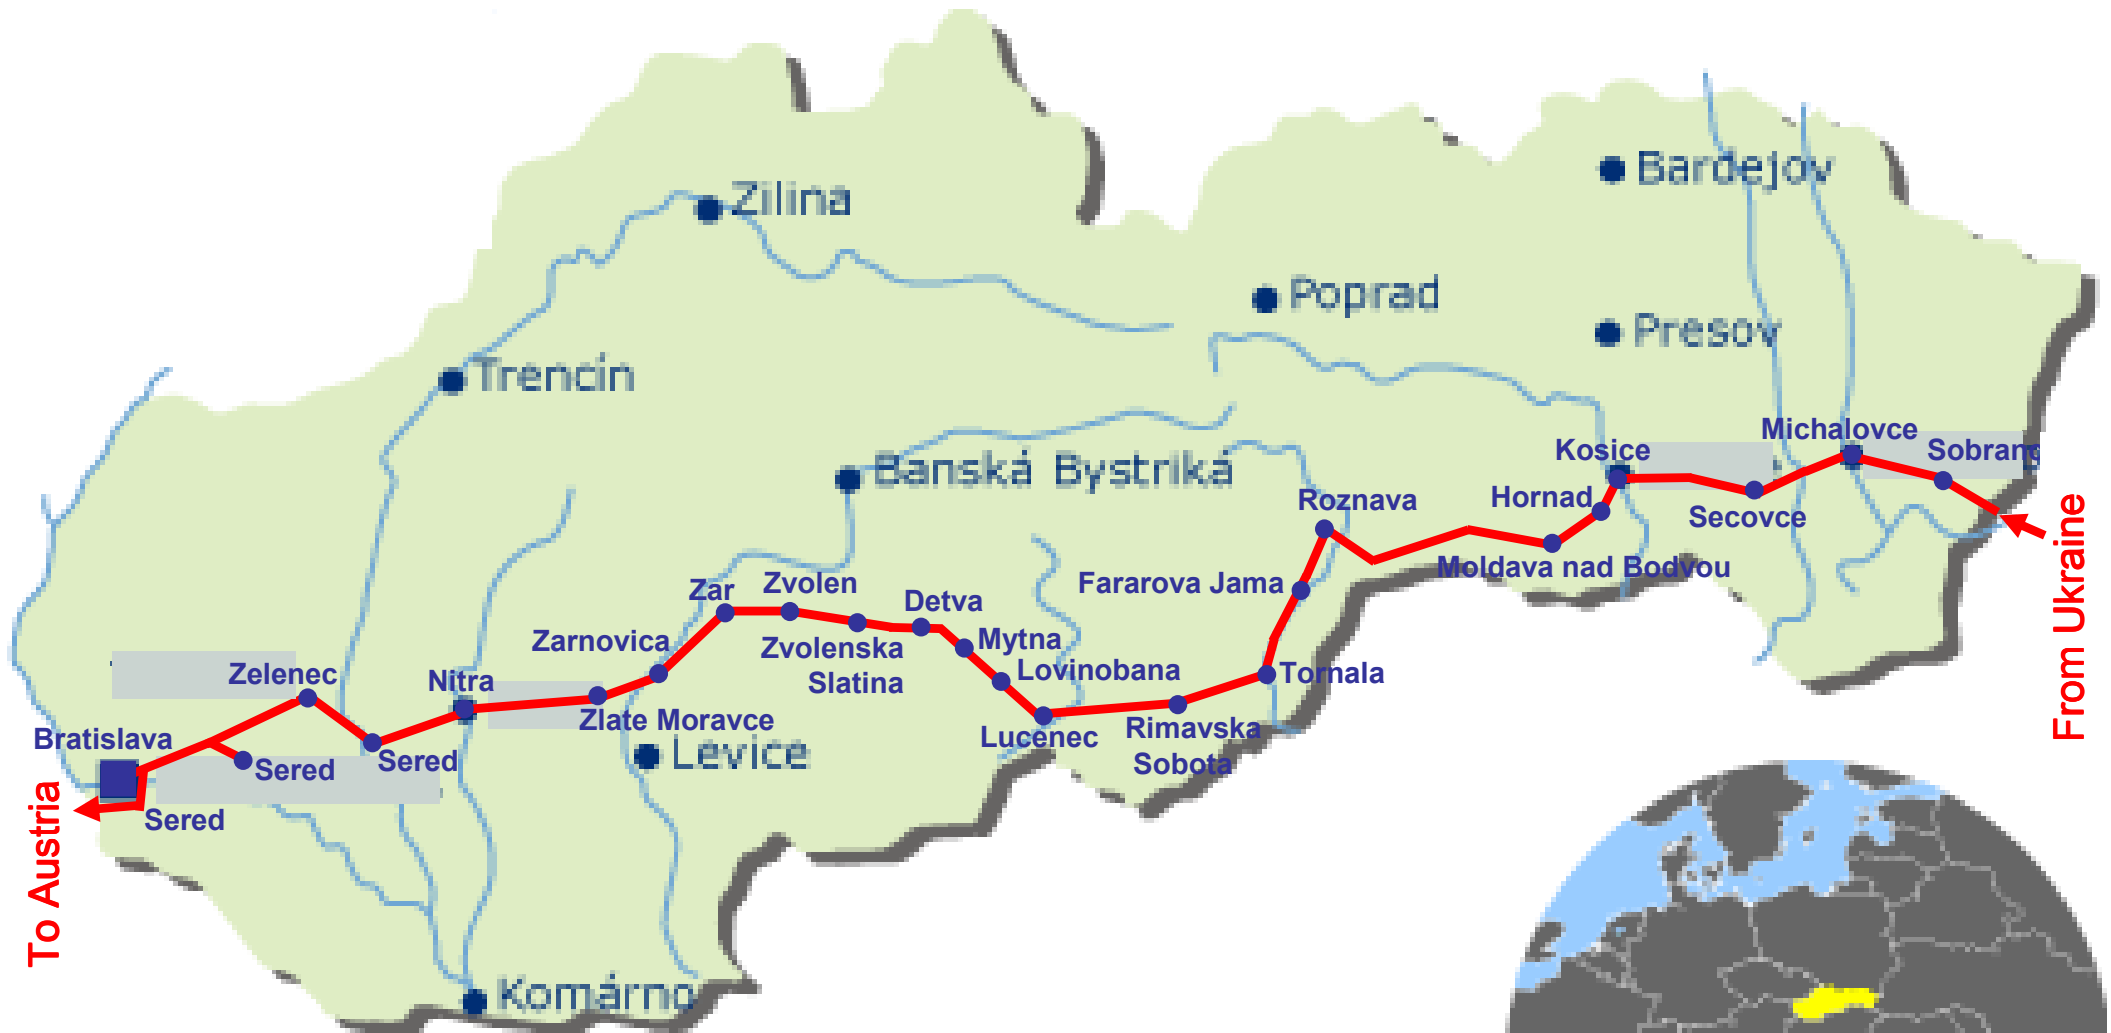 Zilina
Bardejov
Poprad
Presov
Trencín
Banská Bystriká
Kosice
Michalovce
Sobranc
Roznava
Hornad
Secovce
Moldava nad Bodvou
Fararova Jama
From Ukraine
Zar
Zvolen
Detva
Zarnovica
Mytna
Zvolenska
Slatina
Lovinobana
Tornala
Zelenec
Nitra
Zlate Moravce
Lucenec
Rimavska
Sobota
Bratislava
Levice
Sered
Sered
Sered
To Austria
Komárno